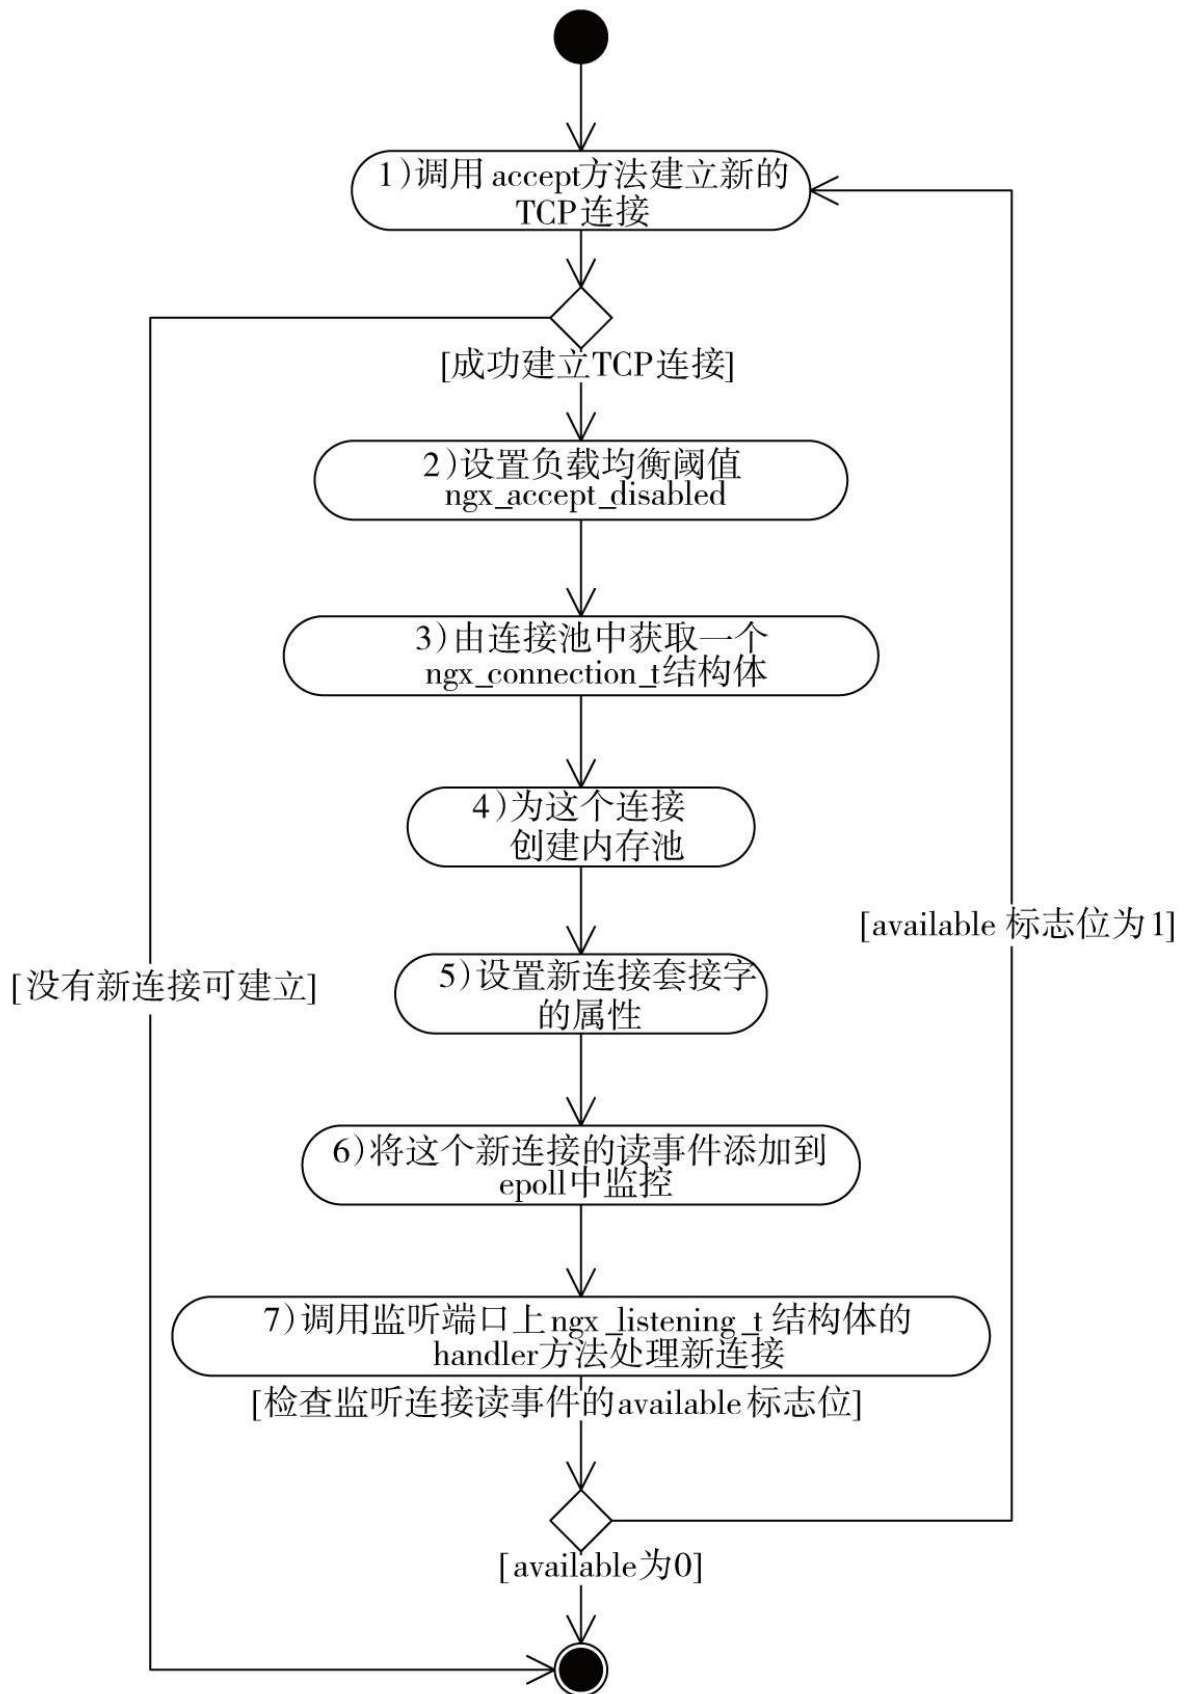 1)调用 accept方法建立新的
TCP连接
[成功建立TCP连接]
2)设置负载均衡阈值
ngx_accept_disabled
3)由连接池中获取一个
ngx_connection_t结构体
4)为这个连接
创建内存池
[available 标志位为1]
5)设置新连接套接字
的属性
[没有新连接可建立]
6)将这个新连接的读事件添加到
epoll中监控
7)调用监听端口上ngx_listening_t 结构体的
handler方法处理新连接
[检查监听连接读事件的available标志位]
[available为0]